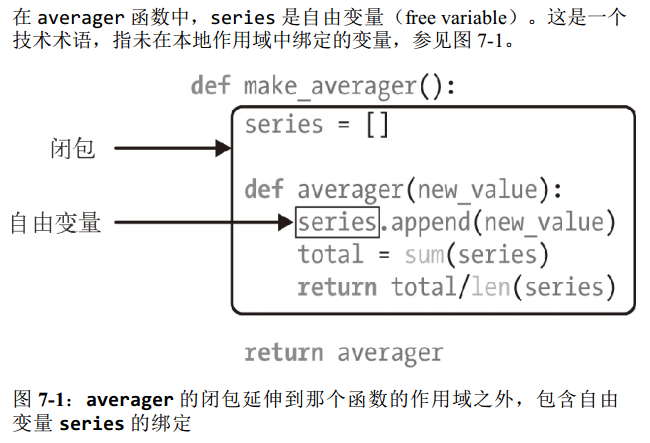 在 averager 函数中，series 是自由变量（free variable）。这是一个
技术术语，指未在本地作用域中绑定的变量，参见图 7-1。
def make_averager():
series = []
闭包
def averager(new_value):
自由变量
series.append(new_value)
total = sum(series)
return total/len(series)
return averager
图 7-1：averager 的闭包延伸到那个函数的作用域之外，包含自由
变量 series 的绑定